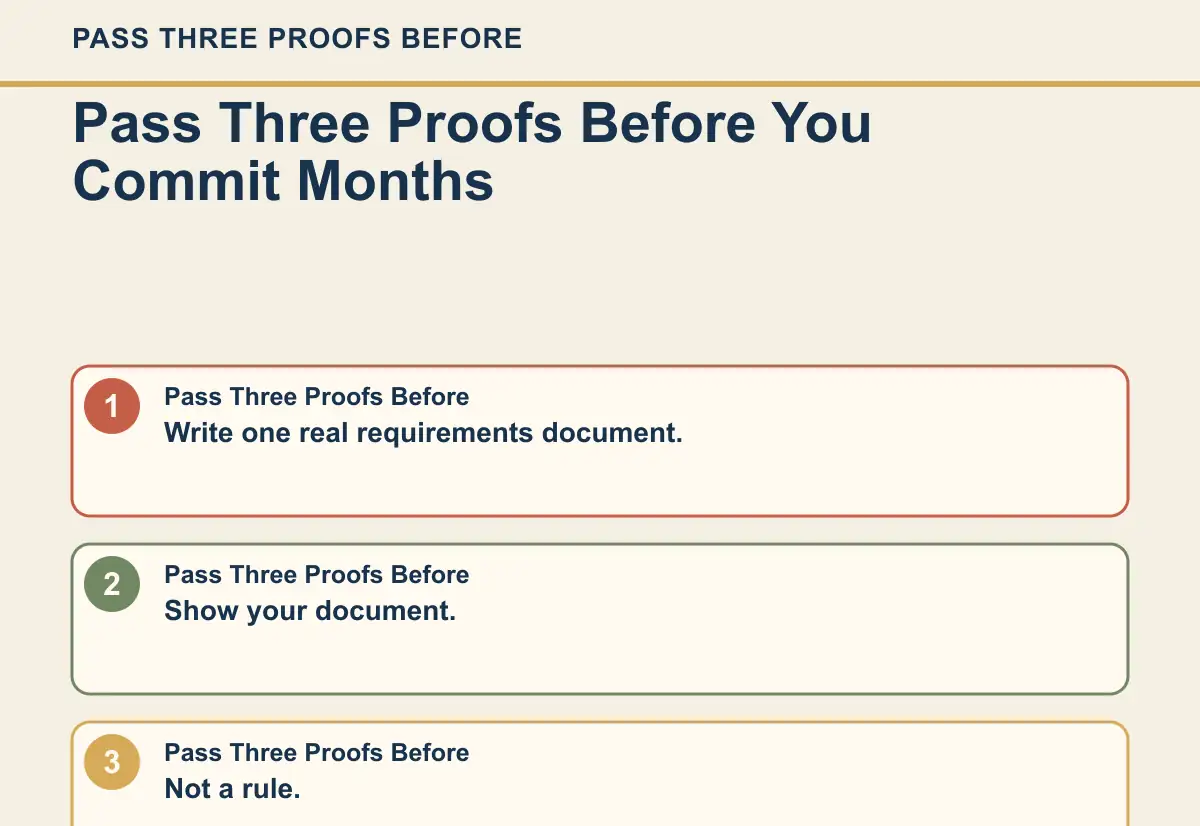 PASS THREE PROOFS BEFORE
Pass Three Proofs Before You
Commit Months
1
Pass Three Proofs Before
Write one real requirements document.
2
Pass Three Proofs Before
Show your document.
3
Pass Three Proofs Before
Not a rule.